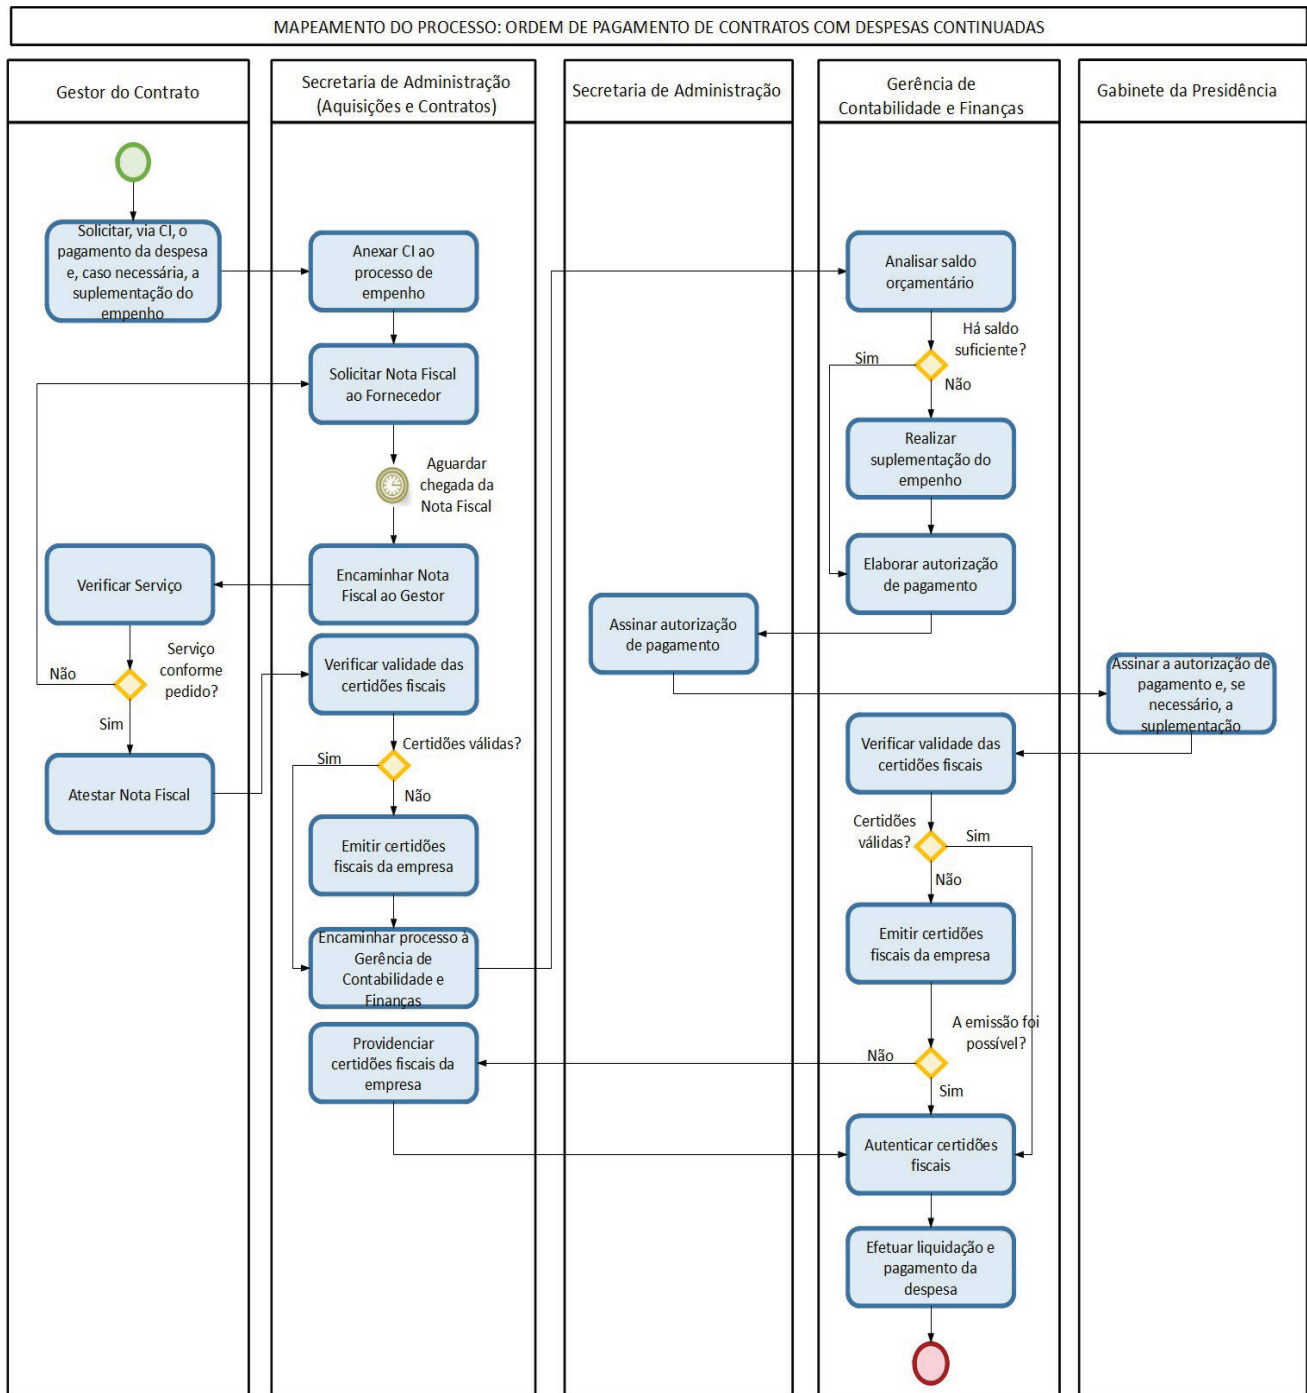 MAPEAMENTO DO PROCESSO: ORDEM DE PAGAMENTO DE CONTRATOS COM DESPESAS CONTINUADAS
Gestor do Contrato
Secretaria de Administração
(Aquisições e Contratos)
Secretaria de Administração
Gerência de
Contabilidade e Finanças
Gabinete da Presidência
Solicitar, via CI, o
pagamento da despesa
e, caso necessária, a
suplementação do
empenho
Anexar CI ao
processo de
empenho
Solicitar Nota Fiscal
ao Fornecedor
Aguardar
chegada da
Nota Fiscal
Encaminhar Nota
Fiscal ao Gestor
Verificar Serviço
Serviço
conforme
pedido?
Não
Sim
Atestar Nota Fiscal
Verificar validade das
certidões fiscais
Certidões válidas?
Sim
Não
Emitir certidões
fiscais da empresa
Encaminhar processo à
Gerência de
Contabilidade e
Finanças
Analisar saldo
orçamentário
Há saldo
suficiente?
Sim
Não
Realizar
suplementação do
empenho
Elaborar autorização
de pagamento
Assinar autorização
de pagamento
Assinar a autorização de
pagamento e, se
necessário, a
suplementação
Verificar validade das
certidões fiscais
Certidões
válidas?
Sim
Não
Emitir certidões
fiscais da empresa
A emissão foi
possível?
Não
Sim
Providenciar
certidões fiscais da
empresa
Autenticar certidões
fiscais
Efetuar liquidação e
pagamento da
despesa